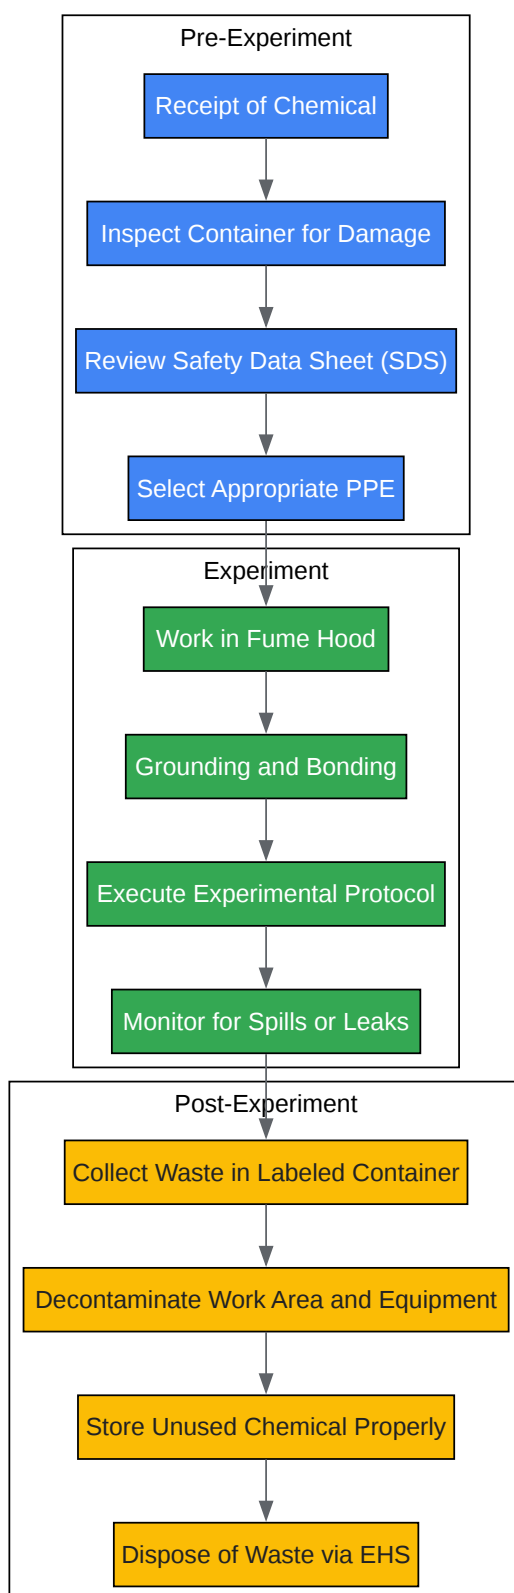 Pre-Experiment
Receipt of Chemical
Inspect Container for Damage
Review Safety Data Sheet (SDS)
Select Appropriate PPE
Experiment
Work in Fume Hood
Grounding and Bonding
Execute Experimental Protocol
Monitor for Spills or Leaks
Post-Experiment
Collect Waste in Labeled Container
Decontaminate Work Area and Equipment
Store Unused Chemical Properly
Dispose of Waste via EHS